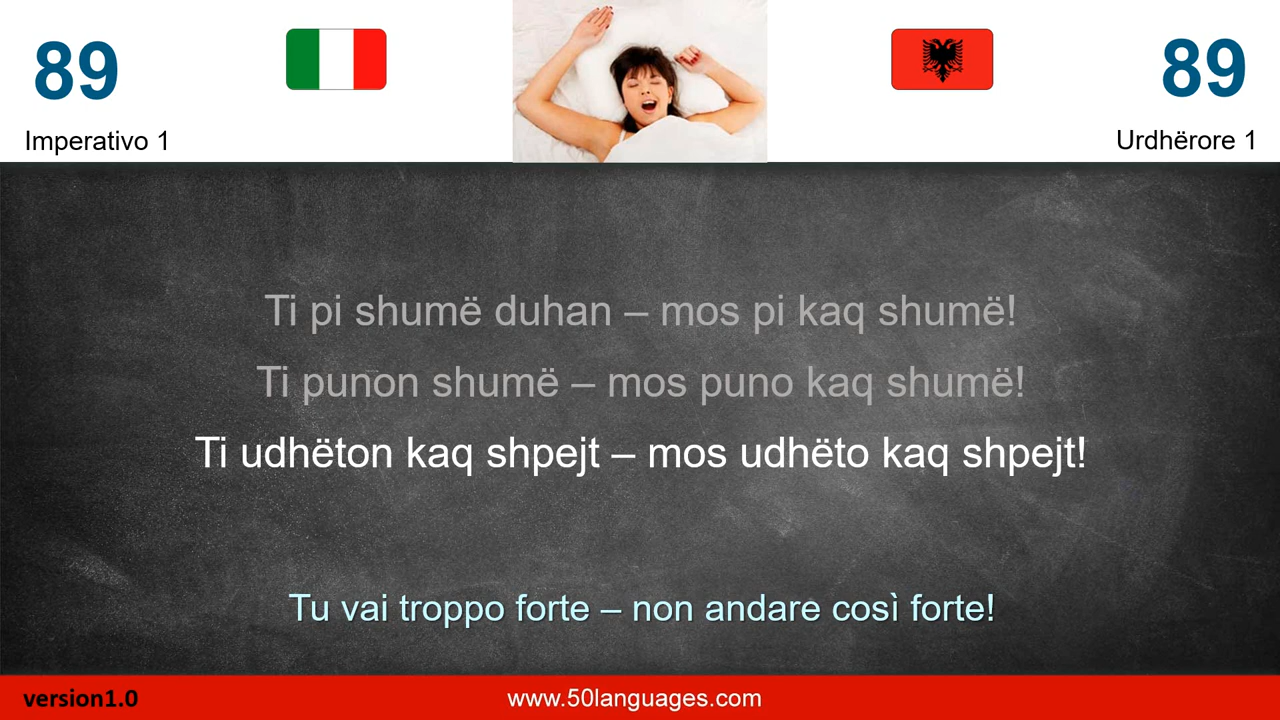 89
89
Imperativo 1
Urdhërore 1
Ti pi shumë duhan – mos pi kaq shumë!
Ti punon shumë – mos puno kaq shumë!
Ti udhëton kaq shpejt – mos udhëto kaq shpejt!
Tu vai troppo forte – non andare così forte!
version1.0
www.50languages.com